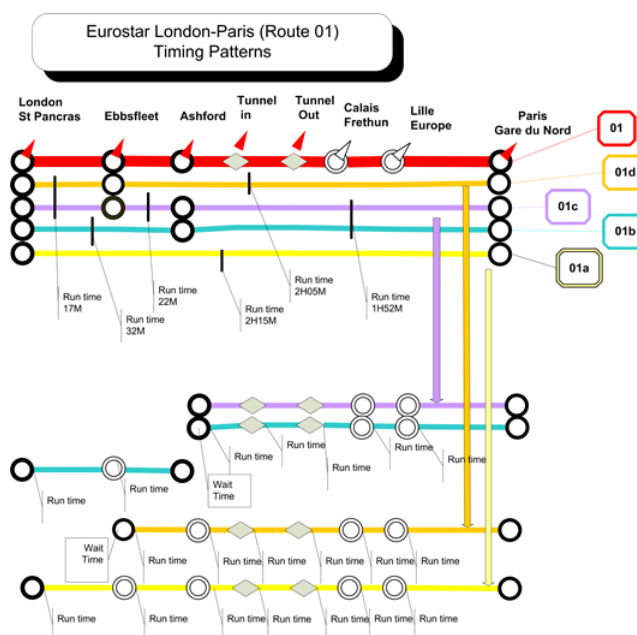 Eurostar London-Paris (Route 01)
Timing Patterns
London
St Pancras
Ebbsfleet
Ashford
Tunnel
in
Tunnel
Out
Calais
Frethun
Lille
Europe
Paris
Gare du Nord
01
01d
01c
01b
01a
Run time
17M
Run time
32M
Run time
22M
Run time
2H15M
Run time
2H05M
Run time
1H52M
Run time
Run time
Run time
Run time
Run time
Wait
Time
Run time
Run time
Wait
Time
Run time
Run time
Run time
Run time
Run time
Run time
Run time
Run time
Run time
Run time
Run time
Run time
Run time